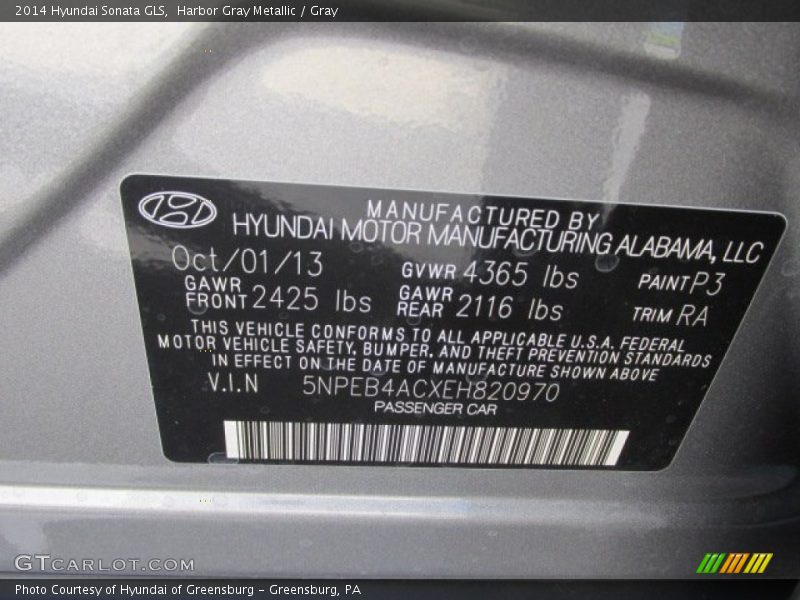 2014 Hyundai Sonata GLS,  Harbor Gray Metallic / Gray
MANUFACTURED BY
HYUNDAI MOTOR MANUFACTURING ALABAMA, LLC
Oct/01/13 GVWR 4365 lbs PAINT P3
GAWR FRONT 2425 lbs GAWR REAR 2116 lbs TRIM RA
THIS VEHICLE CONFORMS TO ALL APPLICABLE U.S.A. FEDERAL
MOTOR VEHICLE SAFETY, BUMPER, AND THEFT PREVENTION STANDARDS
IN EFFECT ON THE DATE OF MANUFACTURE SHOWN ABOVE
V.I.N 5NPEB4ACXEH820970
PASSENGER CAR
GTCARLOT.COM
Photo Courtesy of Hyundai of Greensburg - Greensburg, PA